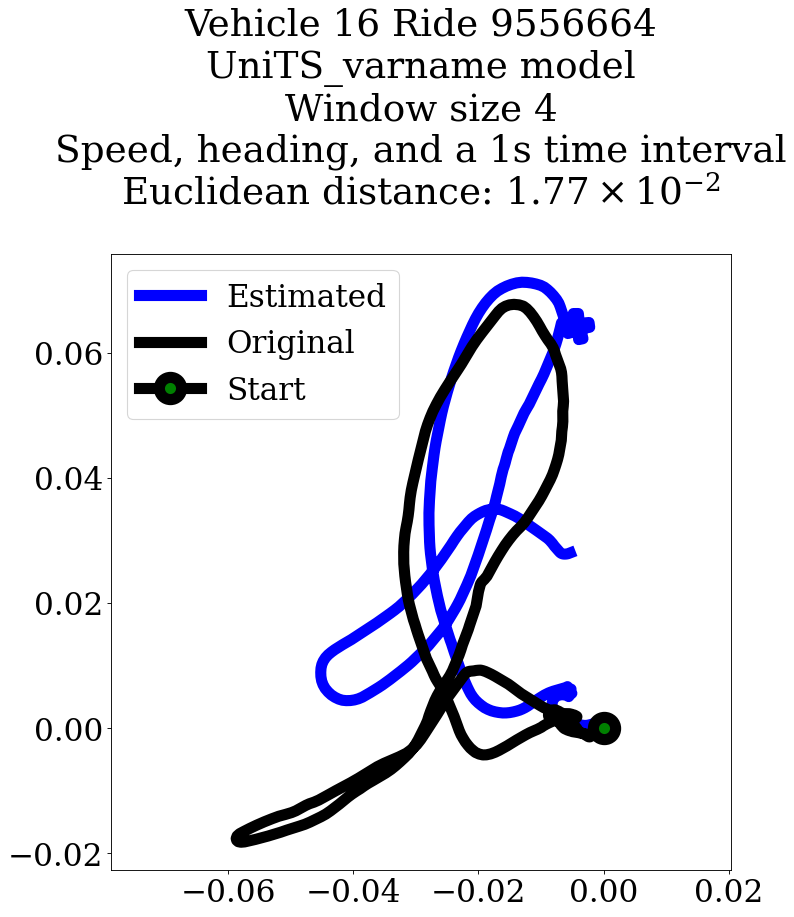 Vehicle 16 Ride 9556664
UniTS_varname model
Window size 4
Speed, heading, and a 1s time interval
Euclidean distance: 1.77 × 10⁻²
Estimated
Original
Start
0.06
0.04
0.02
0.00
−0.02
−0.06 −0.04 −0.02 0.00 0.02